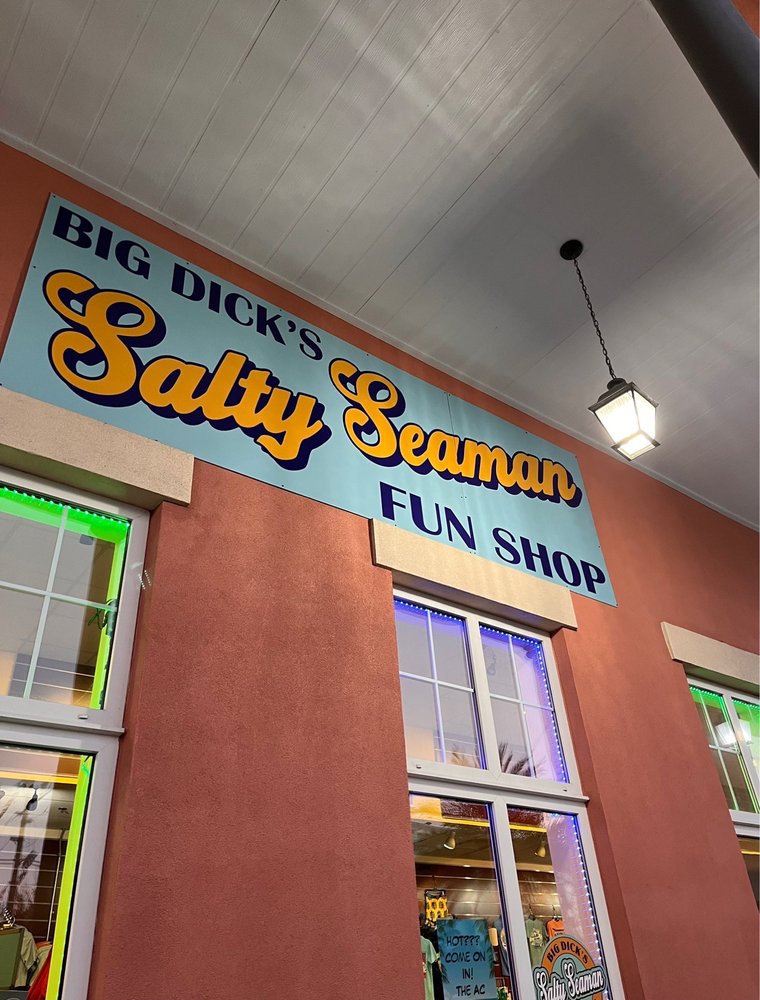 BIG DICK'S
Salty Seaman
FUN SHOP
HOT???
COME ON
IN!
THE AC
BIG DICK'S
Salty Seaman